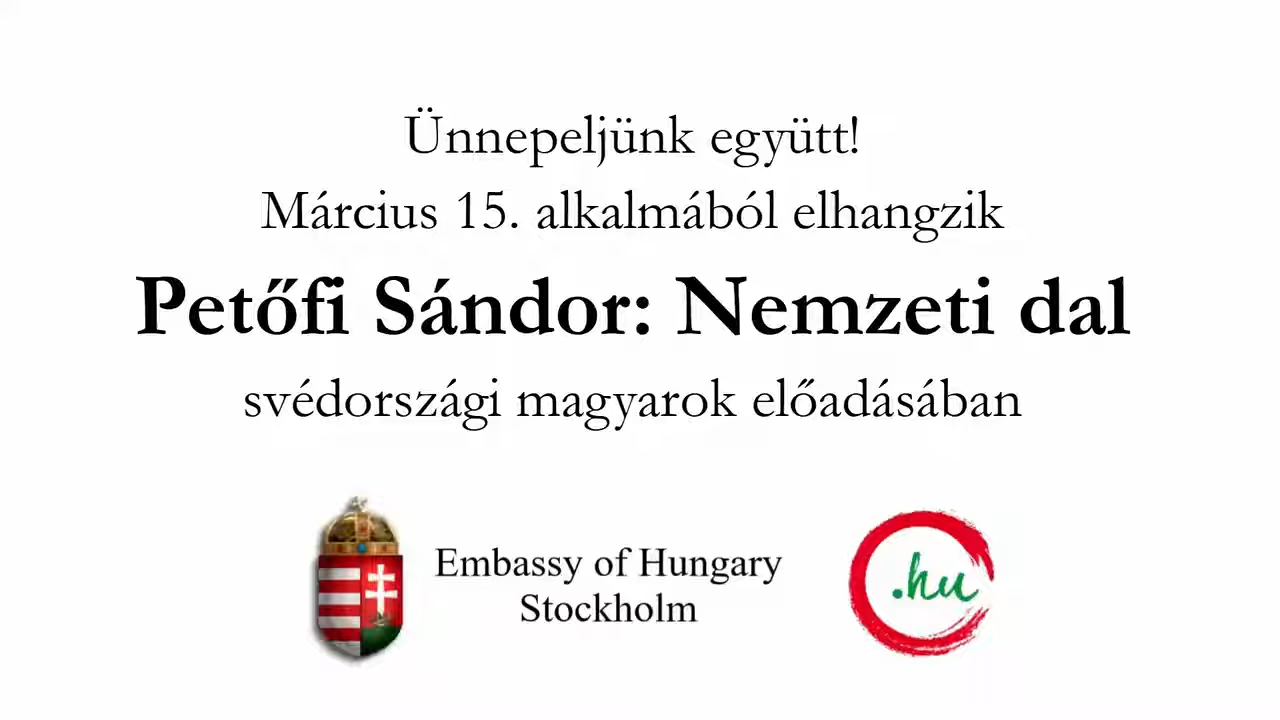 Ünnepeljünk együtt!
Március 15. alkalmából elhangzik
Petőfi Sándor: Nemzeti dal
svédországi magyarok előadásában
Embassy of Hungary
Stockholm
.hu